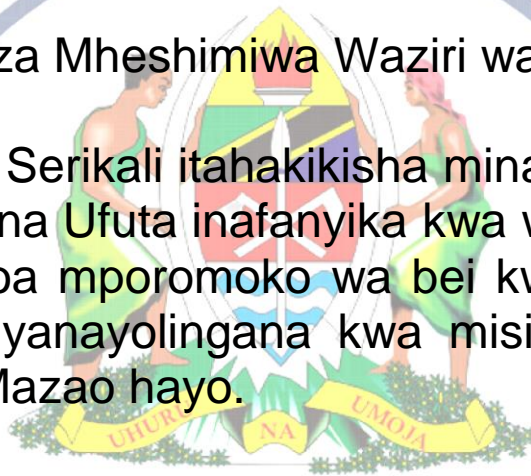 za Mheshimiwa Waziri wa
Serikali itahakikisha mina
na Ufuta inafanyika kwa w
oa mporomoko wa bei kw
yanayolingana kwa misi
Mazao hayo.
UHURU NA UMOJA